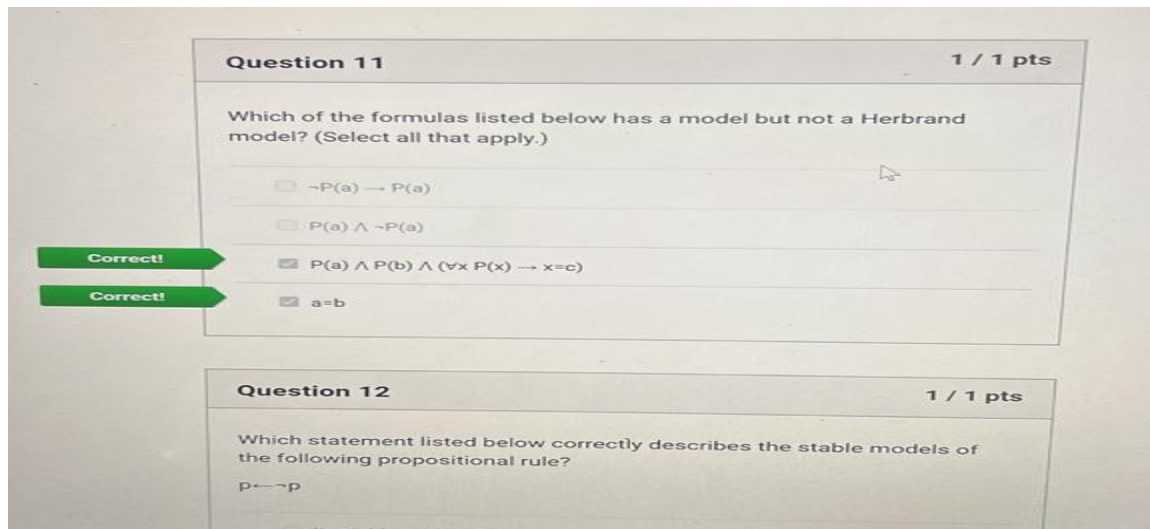 Question 11
1 / 1 pts
Which of the formulas listed below has a model but not a Herbrand
model? (Select all that apply.)
¬P(a) → P(a)
P(a) ∧ ¬P(a)
Correct!
P(a) ∧ P(b) ∧ (∀x P(x) → x=c)
Correct!
a=b
Question 12
1 / 1 pts
Which statement listed below correctly describes the stable models of
the following propositional rule?
p←¬p